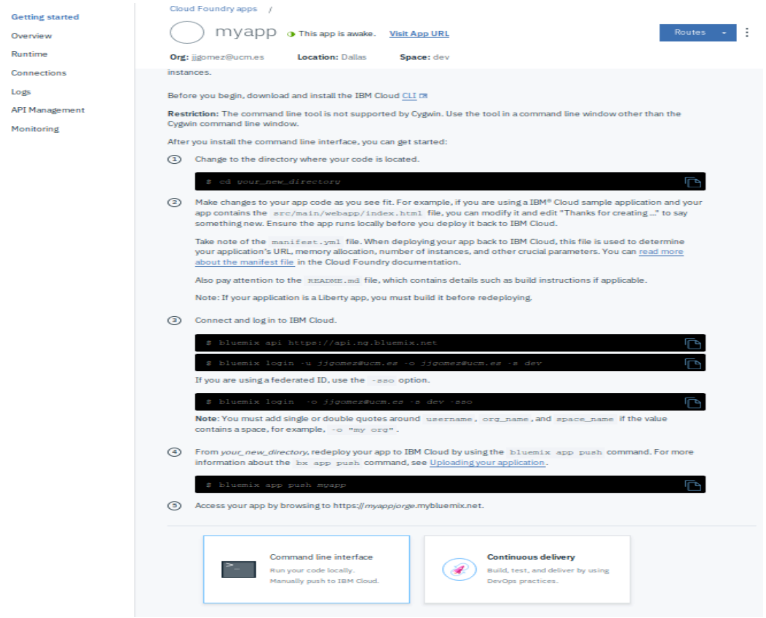 Getting started
Overview
Runtime
Connections
Logs
API Management
Monitoring
Cloud Foundry apps /
myapp This app is awake. Visit App URL
Routes
Org: jjgomez@ucm.es Location: Dallas Space: dev
instances.
Before you begin, download and install the IBM Cloud CLI
Restriction: The command line tool is not supported by Cygwin. Use the tool in a command line window other than the
Cygwin command line window.
After you install the command line interface, you can get started:
1 Change to the directory where your code is located.
$ cd your_new_directory
2 Make changes to your app code as you see fit. For example, if you are using a IBM® Cloud sample application and your
app contains the src/main/webapp/index.html file, you can modify it and edit "Thanks for creating ..." to say
something new. Ensure the app runs locally before you deploy it back to IBM Cloud.
Take note of the manifest.yml file. When deploying your app back to IBM Cloud, this file is used to determine
your application's URL, memory allocation, number of instances, and other crucial parameters. You can read more
about the manifest file in the Cloud Foundry documentation.
Also pay attention to the README.md file, which contains details such as build instructions if applicable.
Note: If your application is a Liberty app, you must build it before redeploying.
3 Connect and log in to IBM Cloud.
$ bluemix api https://api.ng.bluemix.net
$ bluemix login -u jjgomez@ucm.es -o jjgomez@ucm.es -s dev
If you are using a federated ID, use the -sso option.
$ bluemix login -o jjgomez@ucm.es -s dev -sso
Note: You must add single or double quotes around username, org_name, and space_name if the value
contains a space, for example, -o "my org".
4 From your_new_directory, redeploy your app to IBM Cloud by using the bluemix app push command. For more
information about the bx app push command, see Uploading your application.
$ bluemix app push myapp
5 Access your app by browsing to https://myappjorge.mybluemix.net.
Command line interface
Run your code locally.
Manually push to IBM Cloud.
Continuous delivery
Build, test, and deliver by using
DevOps practices.